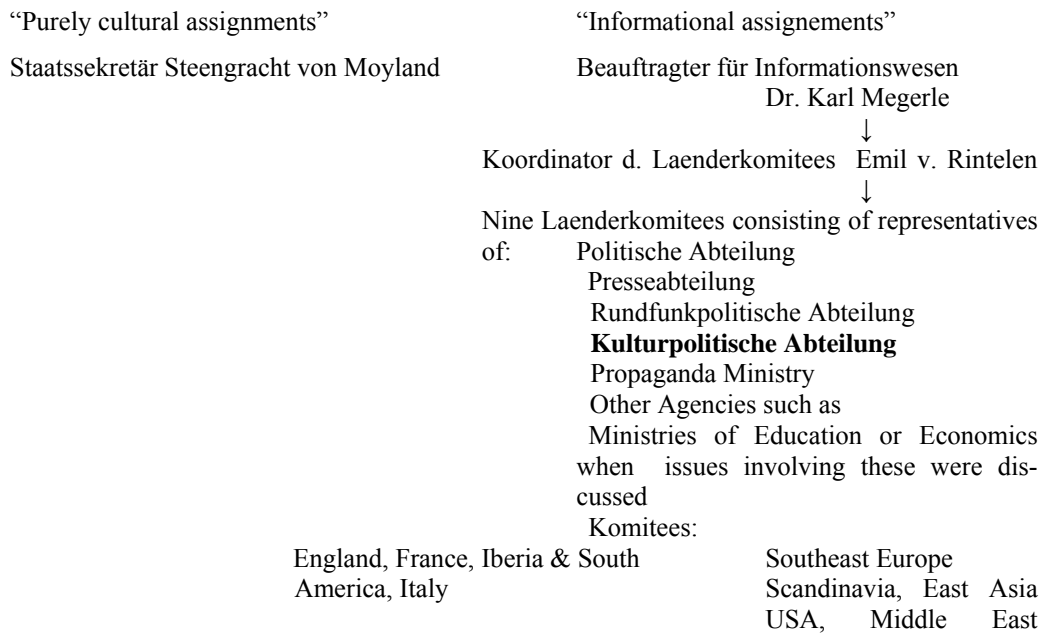 “Purely cultural assignments” “Informational assignements”
Staatssekretär Steengracht von Moyland Beauftragter für Informationswesen
Dr. Karl Megerle
↓
Koordinator d. Laenderkomitees Emil v. Rintelen
↓
Nine Laenderkomitees consisting of representatives
of: Politische Abteilung
Presseabteilung
Rundfunkpolitische Abteilung
Kulturpolitische Abteilung
Propaganda Ministry
Other Agencies such as
Ministries of Education or Economics
when issues involving these were dis-
cussed
Komitees:
England, France, Iberia & South Southeast Europe
America, Italy Scandinavia, East Asia
USA, Middle East